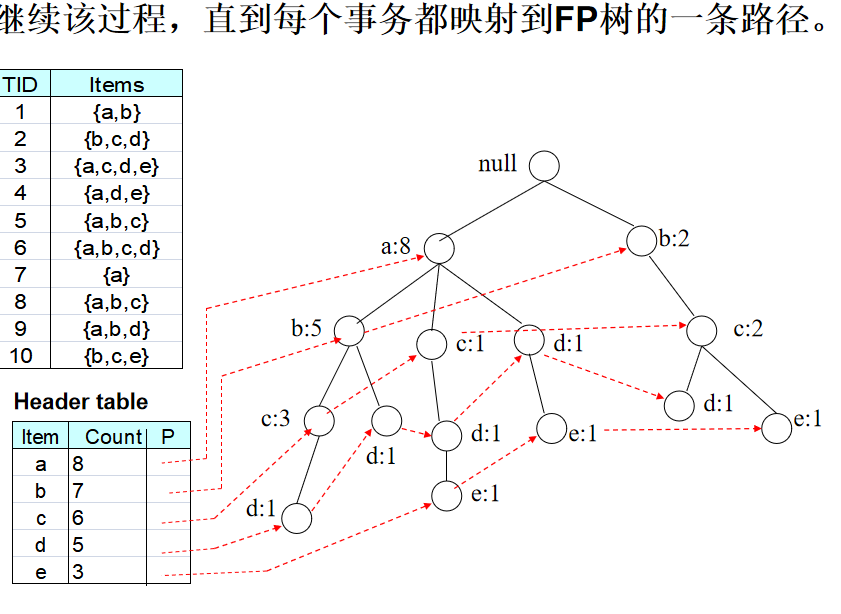 继续该过程，直到每个事务都映射到FP树的一条路径。
TID Items
1 {a,b}
2 {b,c,d}
3 {a,c,d,e}
4 {a,d,e}
5 {a,b,c}
6 {a,b,c,d}
7 {a}
8 {a,b,c}
9 {a,b,d}
10 {b,c,e}
Header table
Item Count P
a 8
b 7
c 6
d 5
e 3
null
a:8
b:2
b:5
c:1
d:1
c:2
c:3
d:1
d:1
e:1
d:1
e:1
d:1
e:1